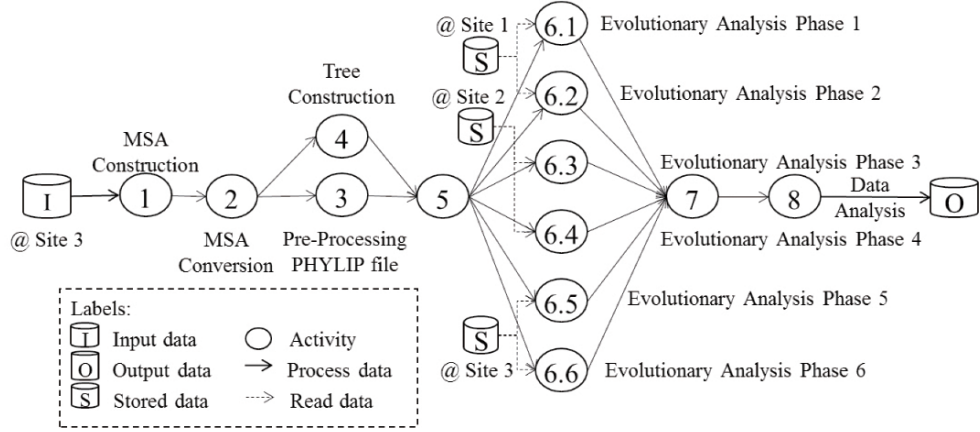 @ Site 1
S
6.1
Evolutionary Analysis Phase 1
@ Site 2
S
6.2
Evolutionary Analysis Phase 2
Tree
Construction
4
6.3
Evolutionary Analysis Phase 3
MSA
Construction
I
@ Site 3
1
2
MSA
Conversion
3
Pre-Processing
PHYLIP file
5
6.4
Evolutionary Analysis Phase 4
7
8
Data
Analysis
O
6.5
Evolutionary Analysis Phase 5
S
@ Site 3
6.6
Evolutionary Analysis Phase 6
Labels:
I Input data
O Output data
S Stored data
Activity
Process data
Read data